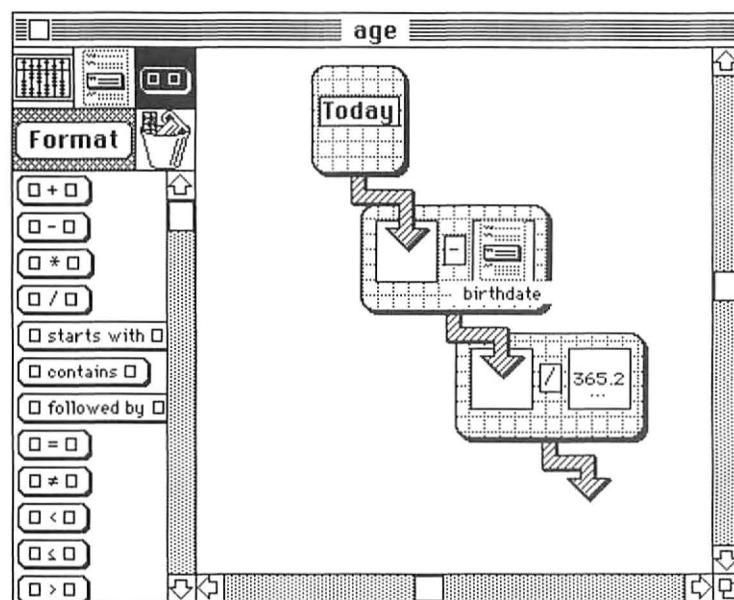 age
Format
Today
□ + □
□ - □
□ * □
□ / □
□ starts with □
□ contains □
□ followed by □
□ = □
□ ≠ □
□ < □
□ ≤ □
□ > □
-
birthdate
/
365.2
...